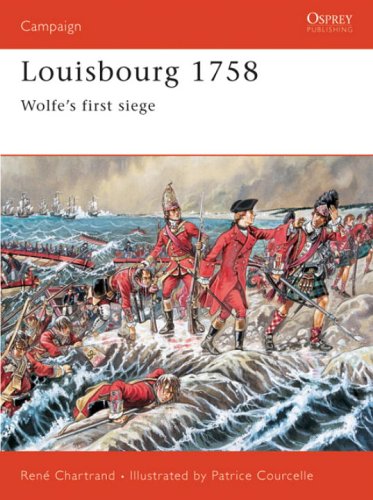 Campaign
OSPREY
PUBLISHING
Louisbourg 1758
Wolfe's first siege
René Chartrand • Illustrated by Patrice Courcelle